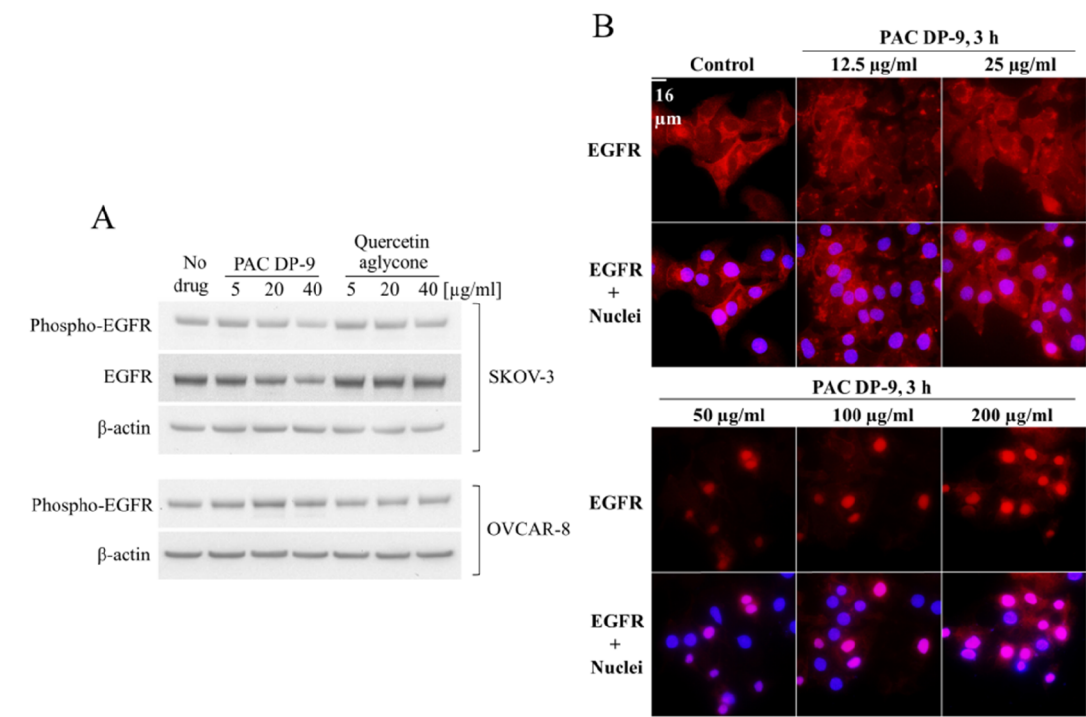 A
No drug
PAC DP-9
Quercetin aglycone
5 20 40 5 20 40 [µg/ml]
Phospho-EGFR
EGFR
β-actin
SKOV-3
Phospho-EGFR
β-actin
OVCAR-8
B
PAC DP-9, 3 h
Control 12.5 µg/ml 25 µg/ml
16
µm
EGFR
EGFR
+
Nuclei
PAC DP-9, 3 h
50 µg/ml 100 µg/ml 200 µg/ml
EGFR
EGFR
+
Nuclei